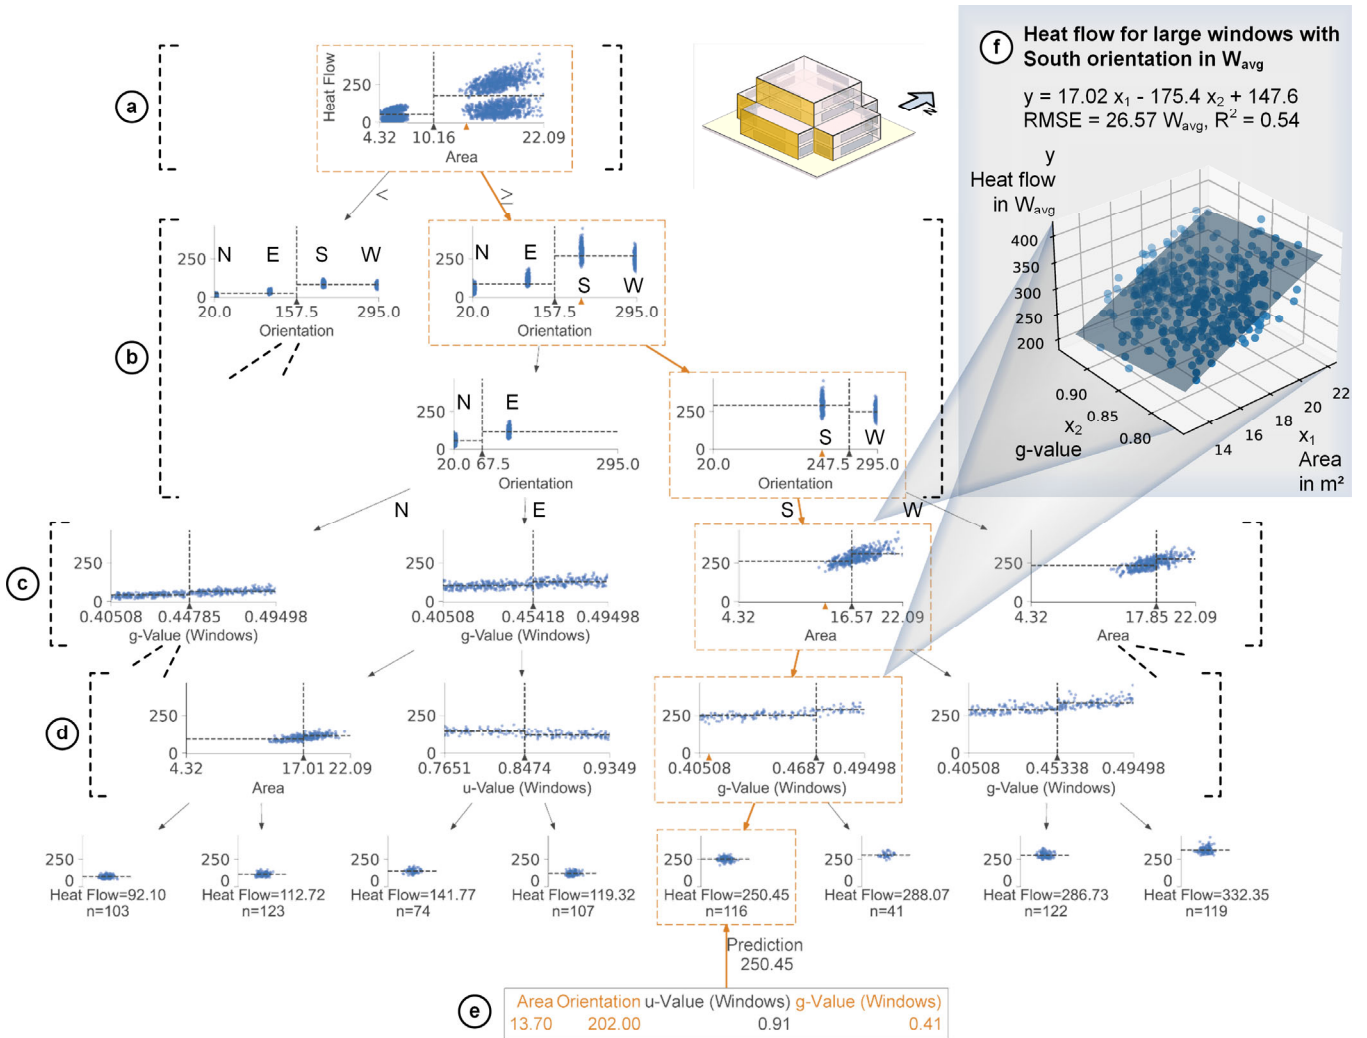 a
Heat Flow
250
0
4.32 10.16 22.09
Area
N
f Heat flow for large windows with
South orientation in Wavg
y = 17.02 x1 - 175.4 x2 + 147.6
RMSE = 26.57 Wavg, R² = 0.54
y
Heat flow
in Wavg
400
350
300
250
200
0.90
0.85
0.80
x2
g-value
14
16
18
20
22
x1
Area
in m²
< ≥
b
N E S W
250
0
20.0 157.5 295.0
Orientation
N E S W
250
0
20.0 157.5 295.0
Orientation
N E
250
0
20.0 67.5 295.0
Orientation
S W
250
0
20.0 247.5 295.0
Orientation
N E S W
c
250
0
0.40508 0.44785 0.49498
g-Value (Windows)
250
0
0.40508 0.45418 0.49498
g-Value (Windows)
250
0
4.32 16.57 22.09
Area
250
0
4.32 17.85 22.09
Area
d
250
0
4.32 17.01 22.09
Area
250
0
0.7651 0.8474 0.9349
u-Value (Windows)
250
0
0.40508 0.4687 0.49498
g-Value (Windows)
250
0
0.40508 0.45338 0.49498
g-Value (Windows)
250
0
Heat Flow=92.10
n=103
250
0
Heat Flow=112.72
n=123
250
0
Heat Flow=141.77
n=74
250
0
Heat Flow=119.32
n=107
250
0
Heat Flow=250.45
n=116
250
0
Heat Flow=288.07
n=41
250
0
Heat Flow=286.73
n=122
250
0
Heat Flow=332.35
n=119
Prediction
250.45
e
Area Orientation u-Value (Windows) g-Value (Windows)
13.70 202.00 0.91 0.41